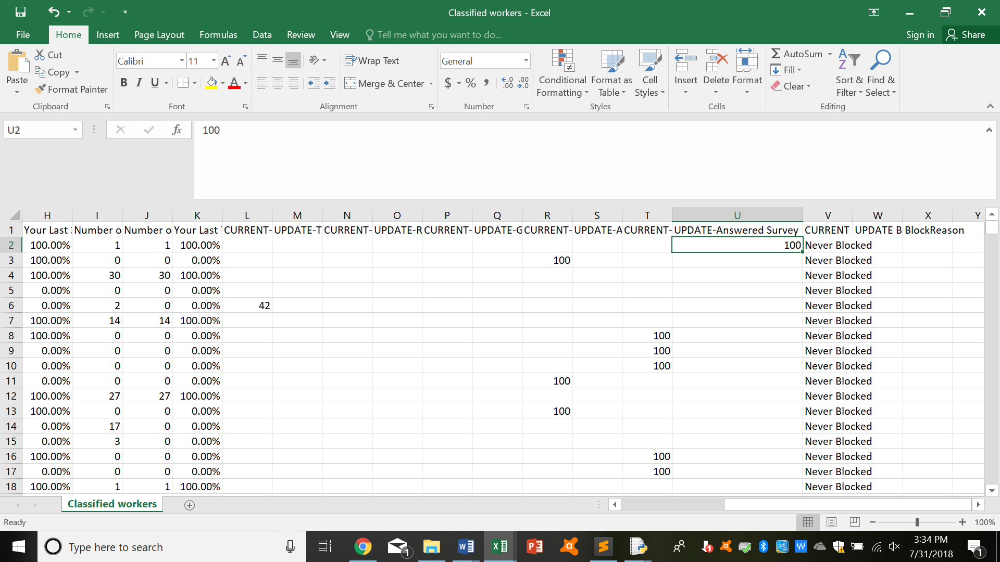 Classified workers - Excel
File Home Insert Page Layout Formulas Data Review View Tell me what you want to do... Sign in Share
Paste Cut Copy Format Painter Clipboard
Calibri 11 B I U A A A Font
Wrap Text Merge & Center Alignment
General $ % , .0 .00 .00 .0 Number
Conditional Formatting Format as Table Cell Styles Styles
Insert Delete Format Cells
AutoSum Fill Clear Sort & Filter Find & Select Editing
U2 fx 100
H I J K L M N O P Q R S T U V W X Y
1 Your Last Number o Number o Your Last CURRENT- UPDATE-T CURRENT- UPDATE-R CURRENT- UPDATE-G CURRENT- UPDATE-A CURRENT- UPDATE-Answered Survey CURRENT UPDATE B BlockReason
2 100.00% 1 1 100.00% 100 Never Blocked
3 100.00% 0 0 0.00% 100 Never Blocked
4 100.00% 30 30 100.00% Never Blocked
5 0.00% 0 0 0.00% Never Blocked
6 0.00% 2 0 0.00% 42 Never Blocked
7 100.00% 14 14 100.00% Never Blocked
8 100.00% 0 0 0.00% 100 Never Blocked
9 0.00% 0 0 0.00% 100 Never Blocked
10 0.00% 0 0 0.00% 100 Never Blocked
11 0.00% 0 0 0.00% 100 Never Blocked
12 100.00% 27 27 100.00% Never Blocked
13 100.00% 0 0 0.00% 100 Never Blocked
14 0.00% 17 0 0.00% Never Blocked
15 0.00% 3 0 0.00% Never Blocked
16 100.00% 0 0 0.00% 100 Never Blocked
17 0.00% 0 0 0.00% 100 Never Blocked
18 100.00% 1 1 100.00% Never Blocked
Classified workers
Ready 100%
Type here to search
3:34 PM
7/31/2018